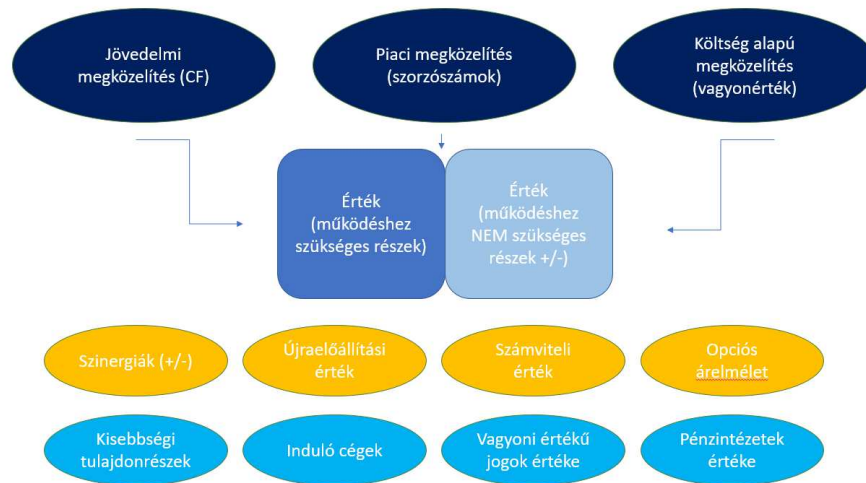 Jövedelmi
megközelítés (CF)
Piaci megközelítés
(szorzószámok)
Költség alapú
megközelítés
(vagyonérték)
Érték
(működéshez
szükséges részek)
Érték
(működéshez
NEM szükséges
részek +/-)
Szinergiák (+/-)
Újraelőállítási
érték
Számviteli
érték
Opciós
árelmélet
Kisebbségi
tulajdonrészek
Induló cégek
Vagyoni értékű
jogok értéke
Pénzintézetek
értéke